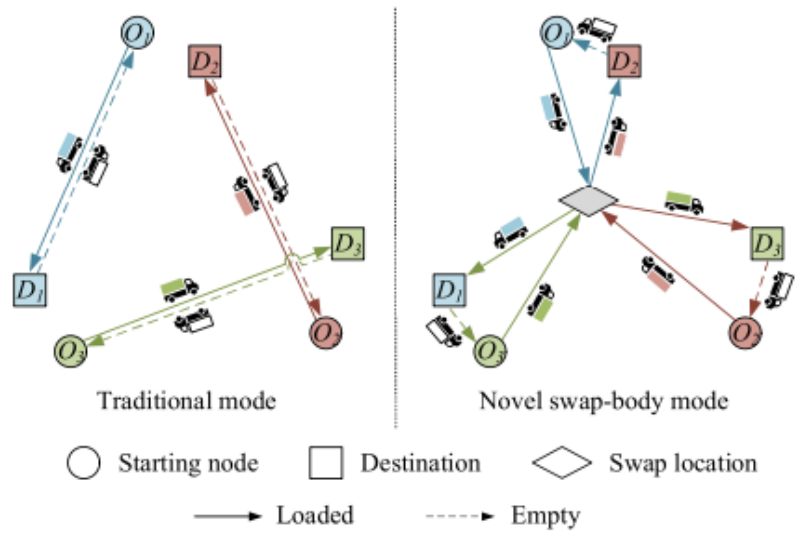 O1
D2
D1
D3
O3
O2
Traditional mode
O1
D2
D1
D3
O3
O2
Novel swap-body mode
Starting node
Destination
Swap location
Loaded
Empty